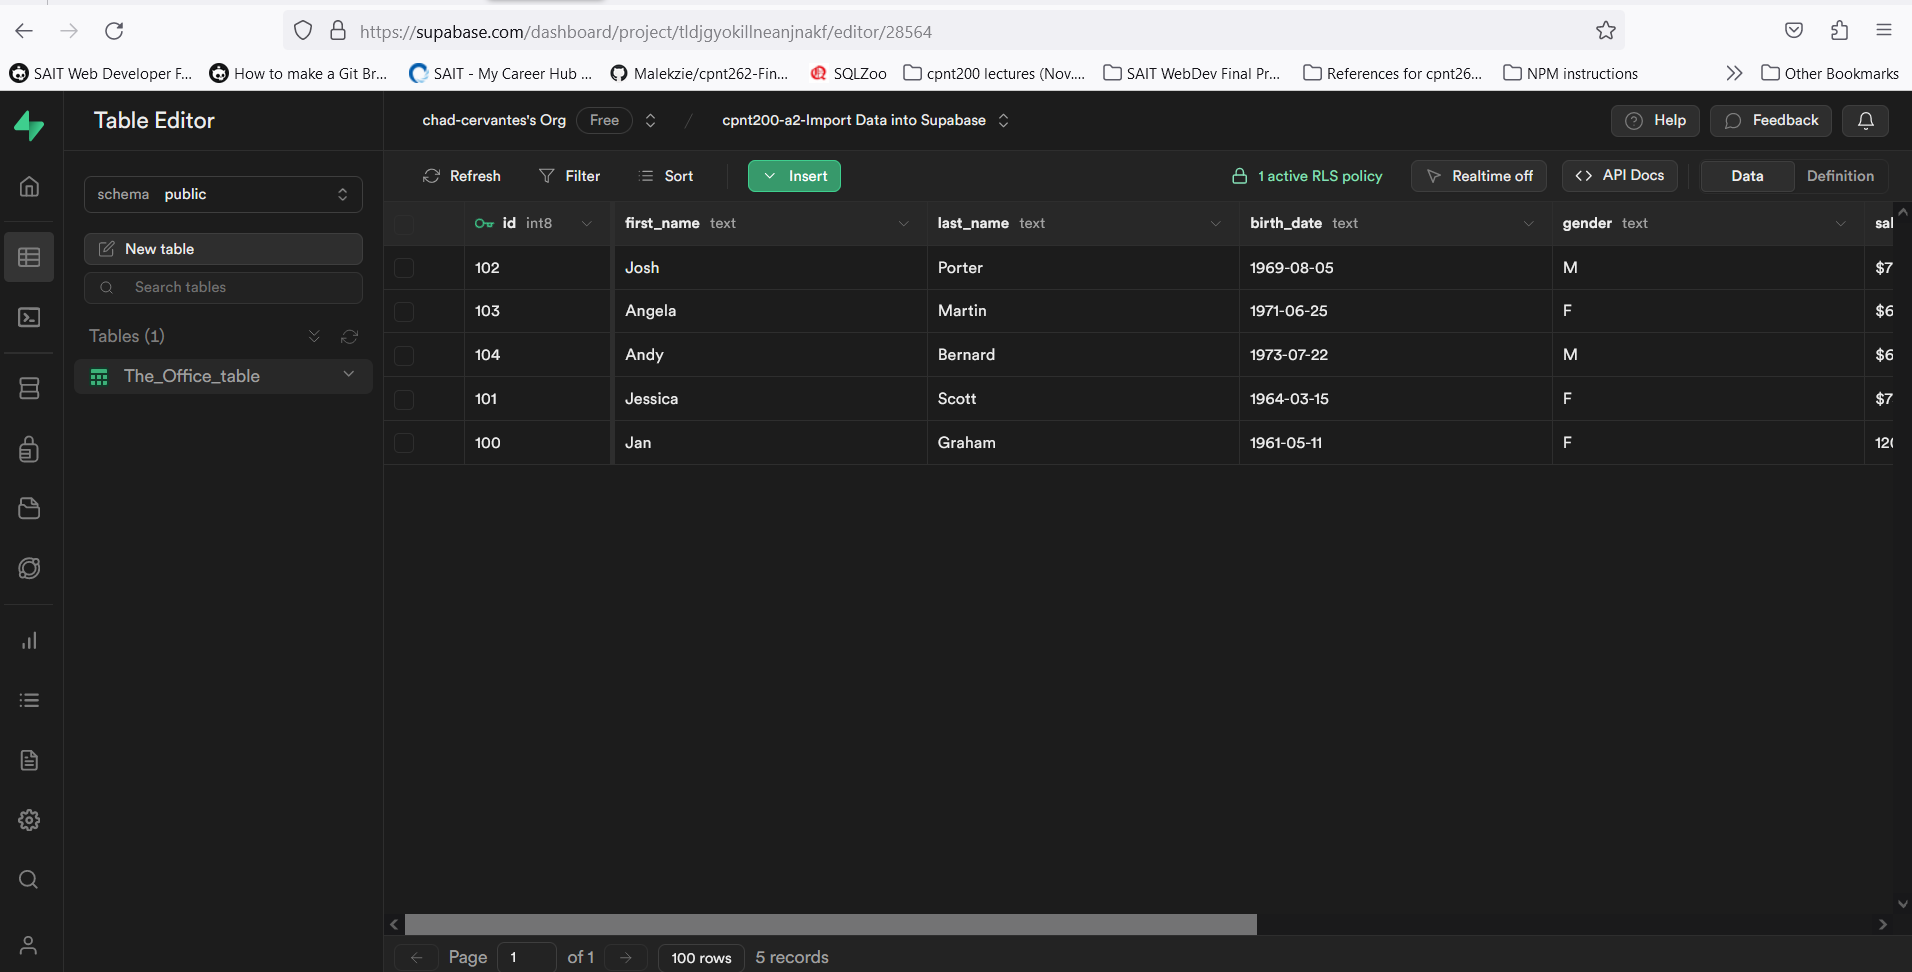 https://supabase.com/dashboard/project/tldjgyokillneanjnakf/editor/28564
SAIT Web Developer F... How to make a Git Br... SAIT - My Career Hub ... Malekzie/cpnt262-Fin... SQLZoo cpnt200 lectures (Nov.... SAIT WebDev Final Pr... References for cpnt26... NPM instructions Other Bookmarks
Table Editor chad-cervantes's Org Free / cpnt200-a2-Import Data into Supabase Help Feedback
Refresh Filter Sort Insert 1 active RLS policy Realtime off API Docs Data Definition
schema public
New table
Search tables
Tables (1)
The_Office_table
id int8 first_name text last_name text birth_date text gender text sal
102 Josh Porter 1969-08-05 M $7
103 Angela Martin 1971-06-25 F $6
104 Andy Bernard 1973-07-22 M $6
101 Jessica Scott 1964-03-15 F $7
100 Jan Graham 1961-05-11 F 120
Page 1 of 1 100 rows 5 records